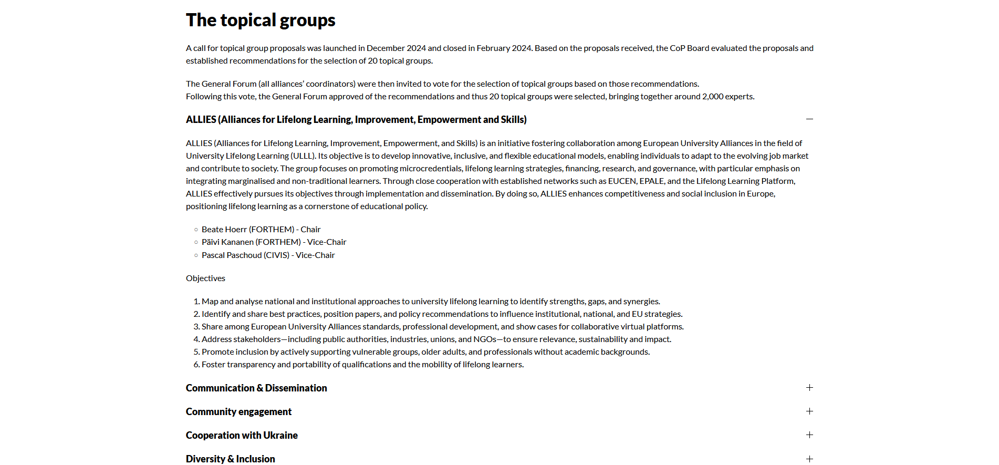 The topical groups
A call for topical group proposals was launched in December 2024 and closed in February 2024. Based on the proposals received, the CoP Board evaluated the proposals and
established recommendations for the selection of 20 topical groups.
The General Forum (all alliances’ coordinators) were then invited to vote for the selection of topical groups based on those recommendations.
Following this vote, the General Forum approved of the recommendations and thus 20 topical groups were selected, bringing together around 2,000 experts.
ALLIES (Alliances for Lifelong Learning, Improvement, Empowerment and Skills)
ALLIES (Alliances for Lifelong Learning, Improvement, Empowerment, and Skills) is an initiative fostering collaboration among European University Alliances in the field of
University Lifelong Learning (ULLL). Its objective is to develop innovative, inclusive, and flexible educational models, enabling individuals to adapt to the evolving job market
and contribute to society. The group focuses on promoting microcredentials, lifelong learning strategies, financing, research, and governance, with particular emphasis on
integrating marginalised and non-traditional learners. Through close cooperation with established networks such as EUCEN, EPALE, and the Lifelong Learning Platform,
ALLIES effectively pursues its objectives through implementation and dissemination. By doing so, ALLIES enhances competitiveness and social inclusion in Europe,
positioning lifelong learning as a cornerstone of educational policy.
○ Beate Hoerr (FORTHEM) - Chair
○ Päivi Kananen (FORTHEM) - Vice-Chair
○ Pascal Paschoud (CIVIS) - Vice-Chair
Objectives
1. Map and analyse national and institutional approaches to university lifelong learning to identify strengths, gaps, and synergies.
2. Identify and share best practices, position papers, and policy recommendations to influence institutional, national, and EU strategies.
3. Share among European University Alliances standards, professional development, and show cases for collaborative virtual platforms.
4. Address stakeholders—including public authorities, industries, unions, and NGOs—to ensure relevance, sustainability and impact.
5. Promote inclusion by actively supporting vulnerable groups, older adults, and professionals without academic backgrounds.
6. Foster transparency and portability of qualifications and the mobility of lifelong learners.
Communication & Dissemination
Community engagement
Cooperation with Ukraine
Diversity & Inclusion